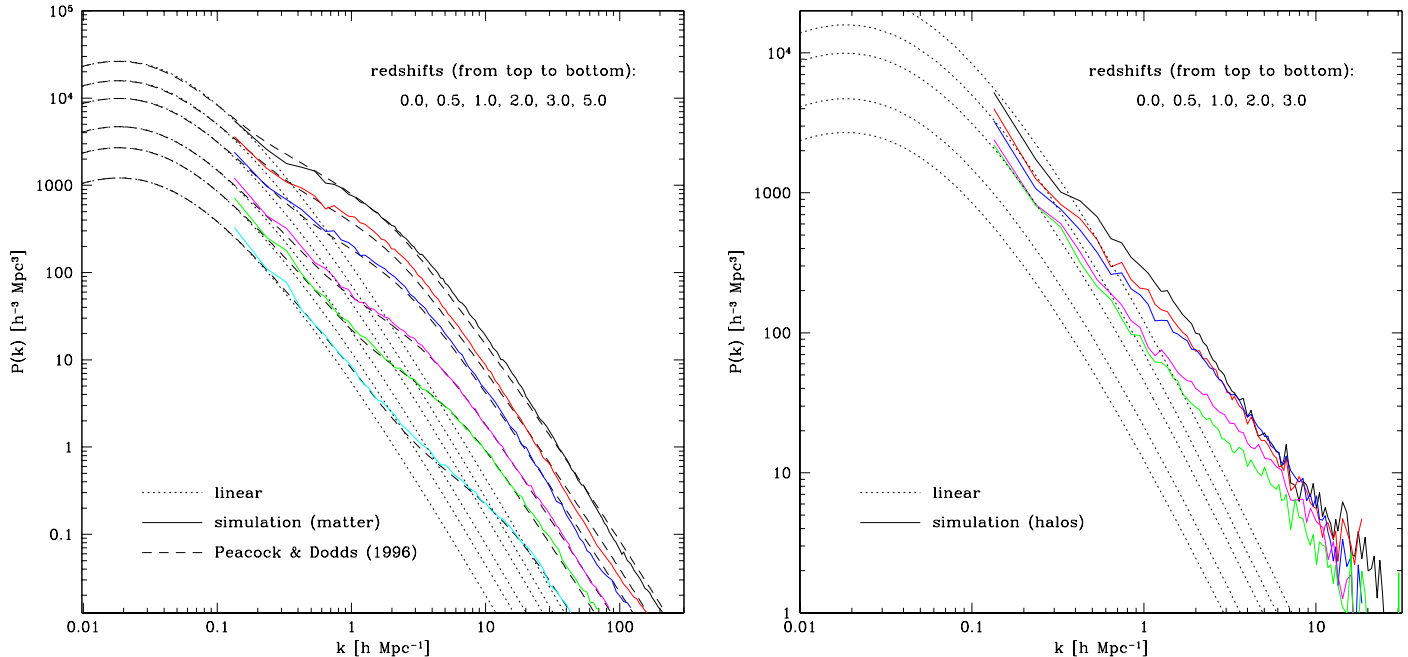 10⁵
10⁴
1000
100
10
1
0.1
P(k) [h⁻³ Mpc³]
redshifts (from top to bottom):
0.0, 0.5, 1.0, 2.0, 3.0, 5.0
linear
simulation (matter)
Peacock & Dodds (1996)
0.01 0.1 1 10 100
k [h Mpc⁻¹]
10⁴
1000
100
10
1
P(k) [h⁻³ Mpc³]
redshifts (from top to bottom):
0.0, 0.5, 1.0, 2.0, 3.0
linear
simulation (halos)
0.01 0.1 1 10
k [h Mpc⁻¹]